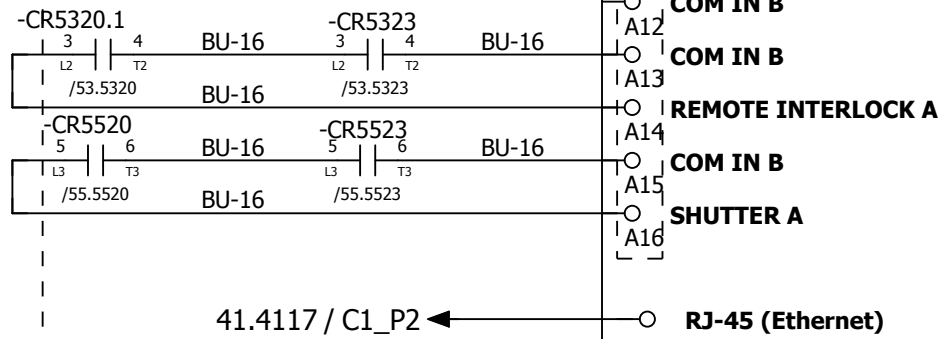 COM IN B
A12
-CR5320.1 -CR5323
3 4 BU-16 3 4 BU-16 COM IN B
L2 T2 L2 T2
A13
/53.5320 /53.5323
BU-16 REMOTE INTERLOCK A
A14
-CR5520 -CR5523
5 6 BU-16 5 6 BU-16 COM IN B
L3 T3 L3 T3
A15
/55.5520 /55.5523
BU-16 SHUTTER A
A16
41.4117 / C1_P2 RJ-45 (Ethernet)